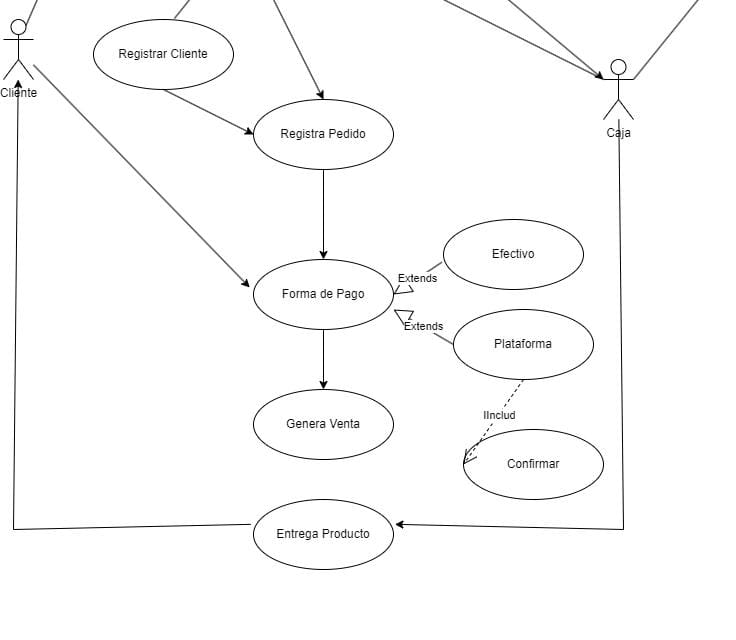 Registrar Cliente
Cliente
Registra Pedido
Caja
Efectivo
Extends
Forma de Pago
Extends
Plataforma
IInclud
Genera Venta
Confirmar
Entrega Producto